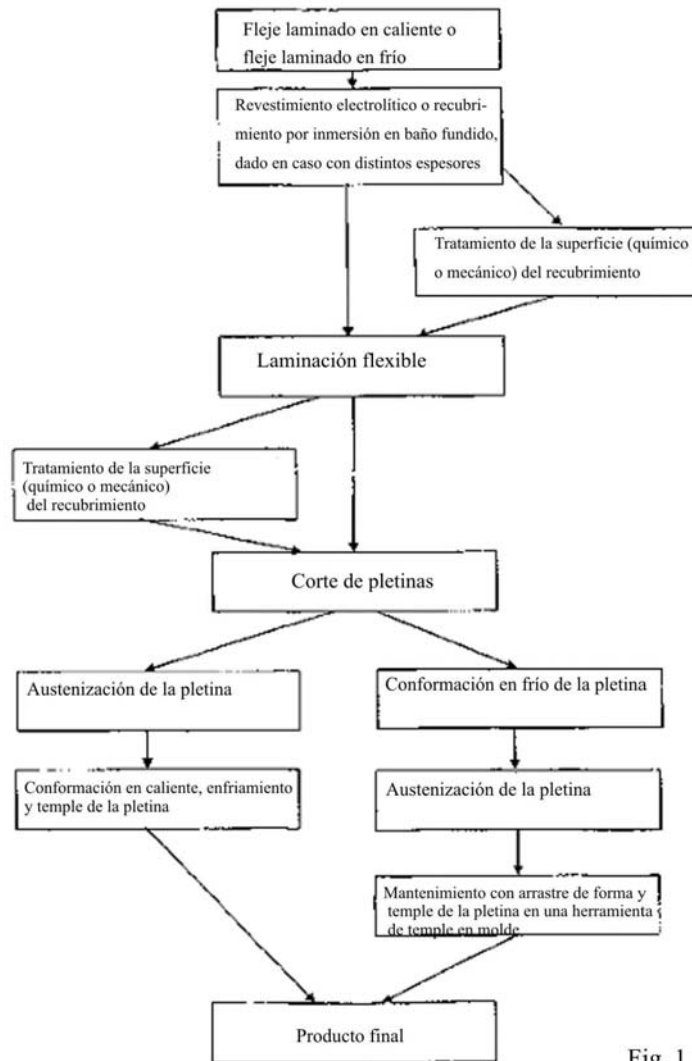 Fleje laminado en caliente o
fleje laminado en frío
Revestimiento electrolítico o recubri-
miento por inmersión en baño fundido,
dado en caso con distintos espesores
Tratamiento de la superficie (químico
o mecánico) del recubrimiento
Laminación flexible
Tratamiento de la superficie
(químico o mecánico)
del recubrimiento
Corte de pletinas
Austenización de la pletina
Conformación en frío de la pletina
Conformación en caliente, enfriamiento
y temple de la pletina
Austenización de la pletina
Mantenimiento con arrastre de forma y
temple de la pletina en una herramienta
de temple en molde
Producto final
Fig. 1